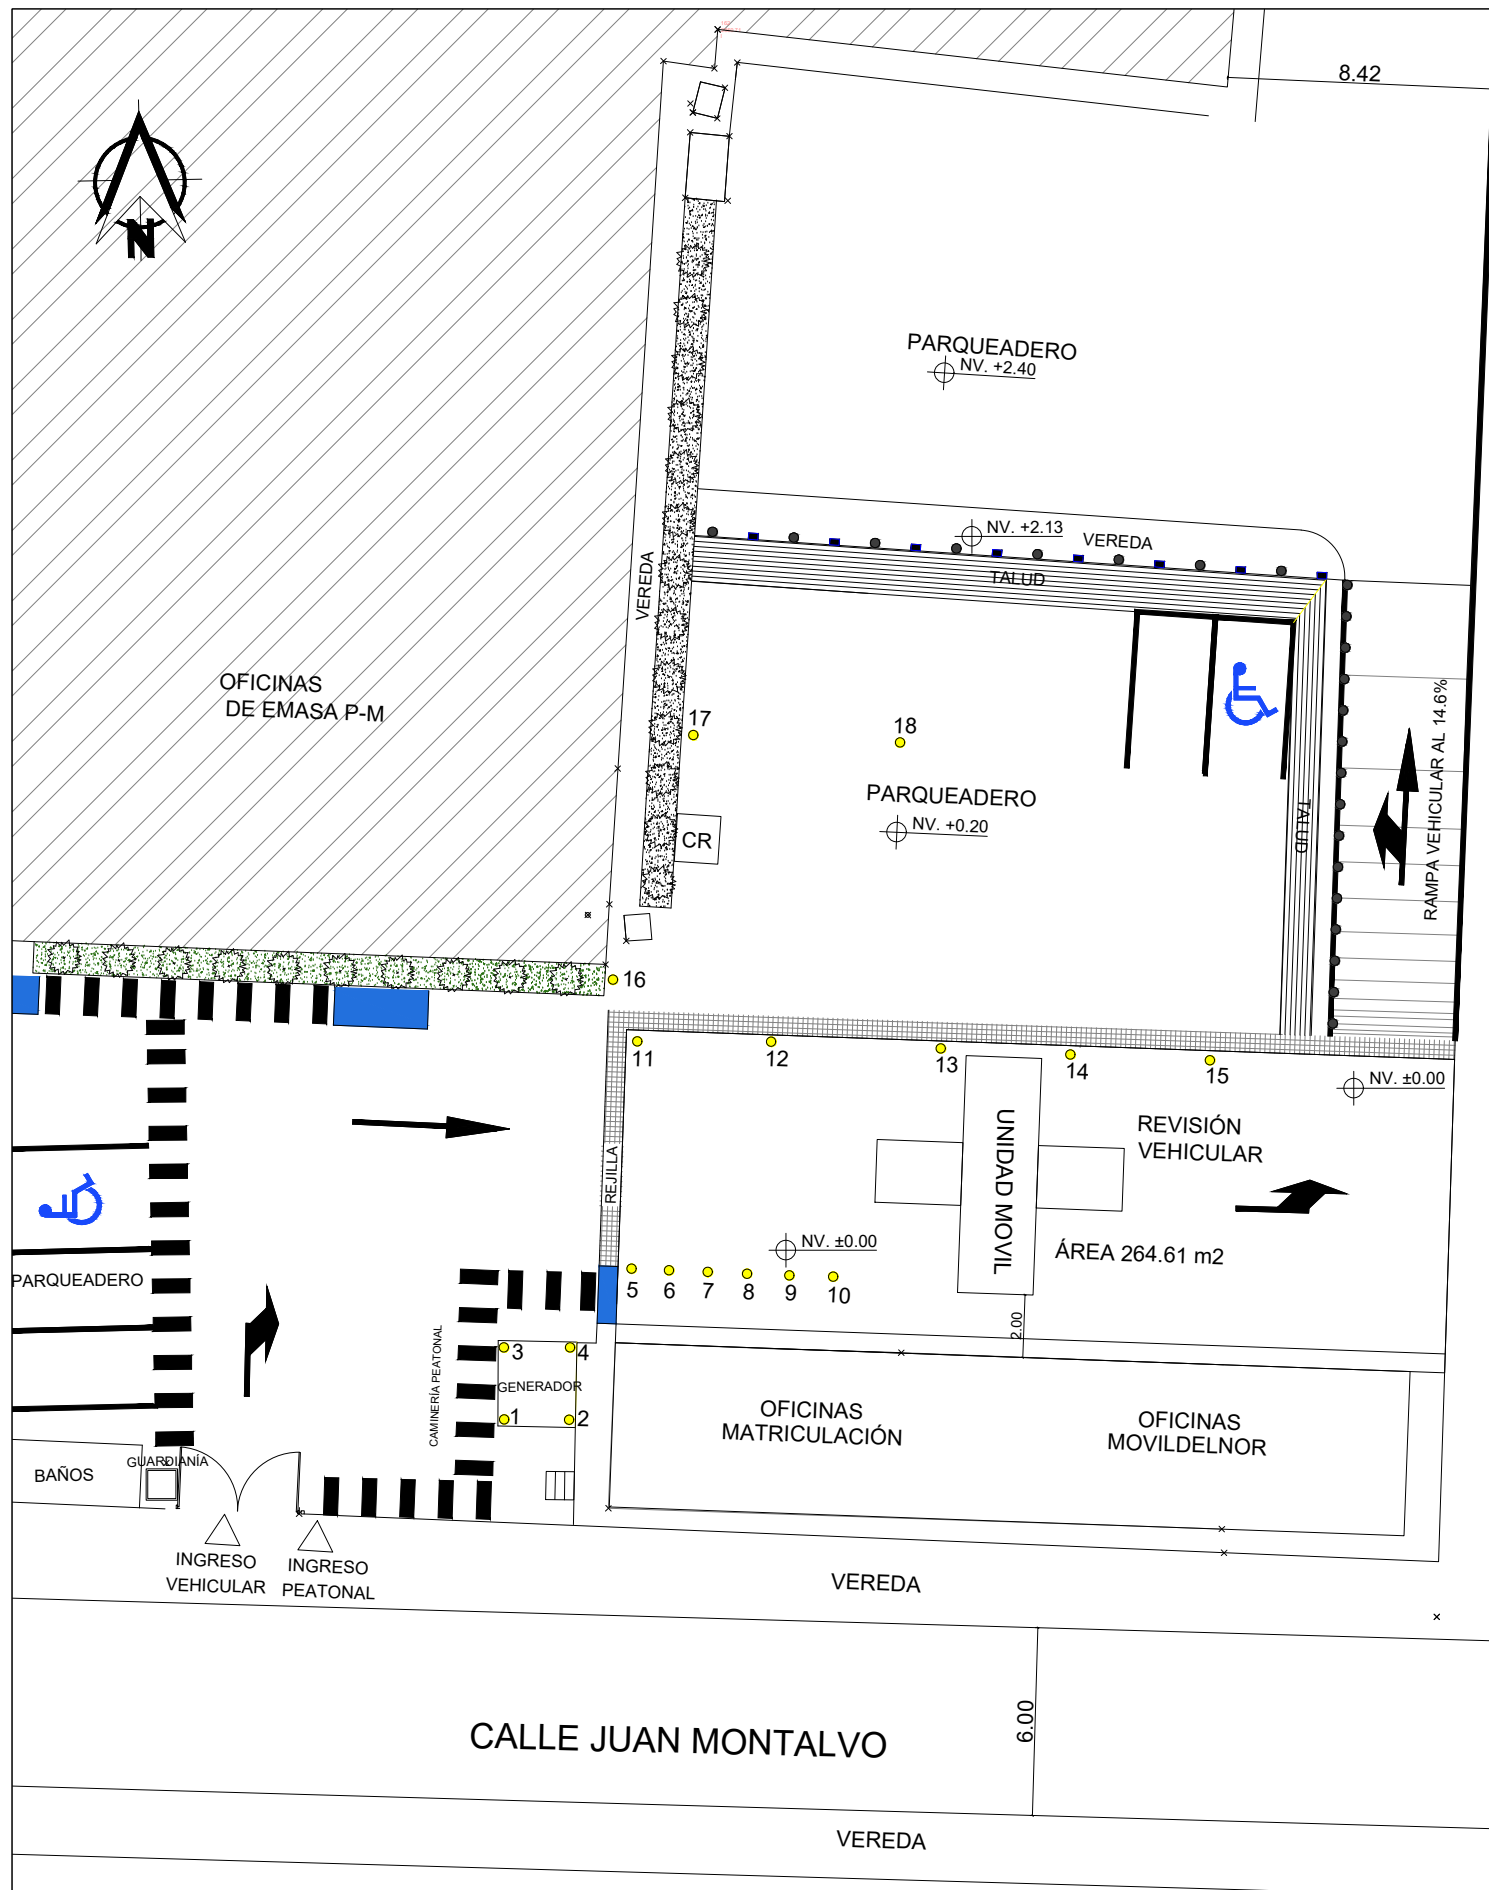 8.42
N
PARQUEADERO
NV. +2.40
NV. +2.13
VEREDA
TALUD
VEREDA
OFICINAS
DE EMASA P-M
17
18
RAMPA VEHICULAR AL 14.6%
PARQUEADERO
NV. +0.20
TALUD
CR
16
11
12
13
14
15
NV. ±0.00
REVISIÓN
VEHICULAR
UNIDAD MOVIL
REJILLA
NV. ±0.00
ÁREA 264.61 m2
5
6
7
8
9
10
PARQUEADERO
2.00
CAMINERÍA PEATONAL
3
4
GENERADOR
1
2
OFICINAS
MATRICULACIÓN
OFICINAS
MOVILDELNOR
BAÑOS
GUARDIANÍA
INGRESO
VEHICULAR
INGRESO
PEATONAL
VEREDA
CALLE JUAN MONTALVO
6.00
VEREDA